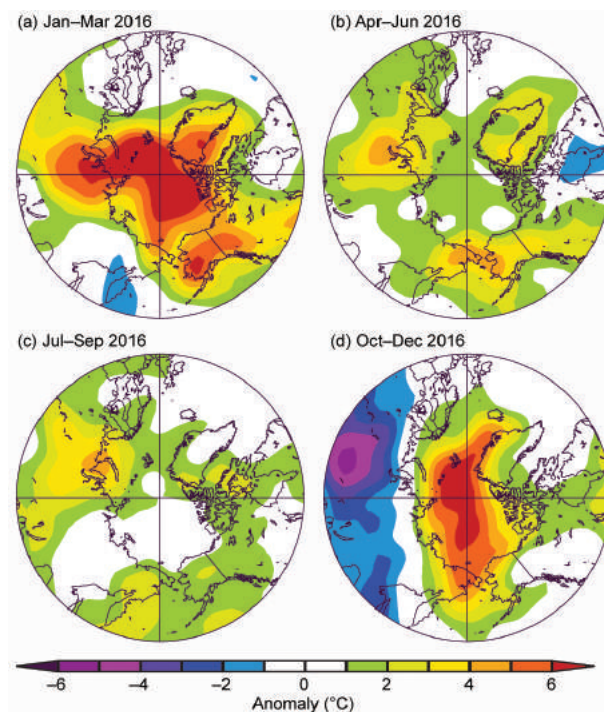 (a) Jan–Mar 2016
(b) Apr–Jun 2016
(c) Jul–Sep 2016
(d) Oct–Dec 2016
–6 –4 –2 0 2 4 6
Anomaly (°C)